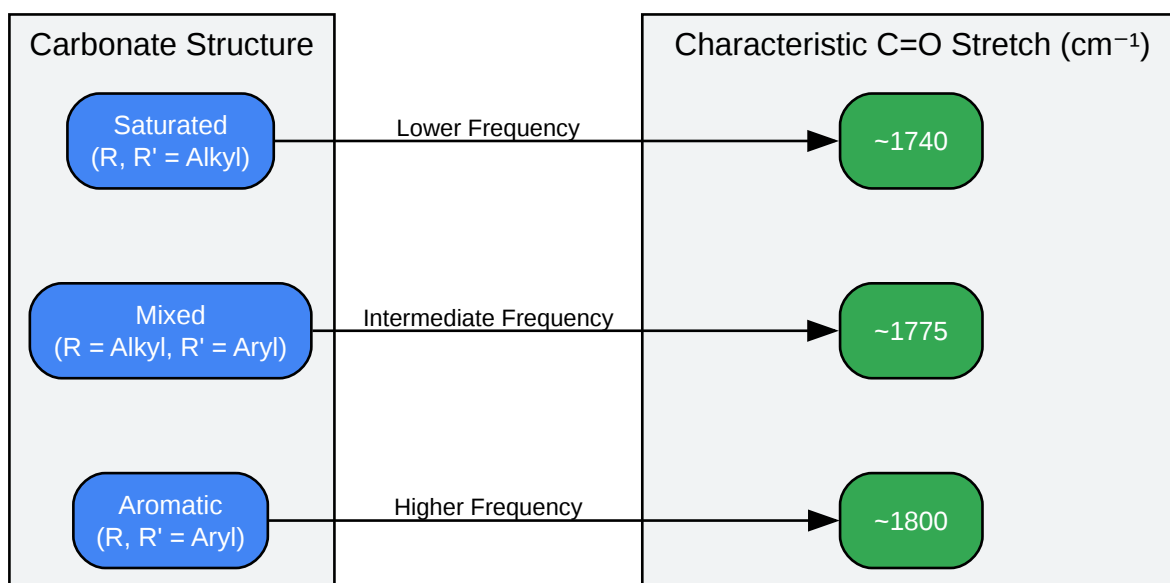 Carbonate Structure
Characteristic C=O Stretch (cm⁻¹)
Saturated
(R, R' = Alkyl)
Lower Frequency
~1740
Mixed
(R = Alkyl, R' = Aryl)
Intermediate Frequency
~1775
Aromatic
(R, R' = Aryl)
Higher Frequency
~1800